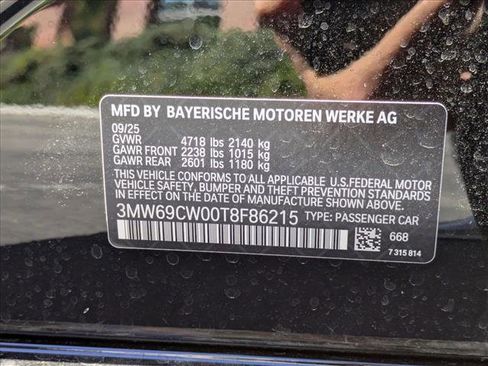 MFD BY BAYERISCHE MOTOREN WERKE AG
09/25
GVWR 4718 lbs 2140 kg
GAWR FRONT 2238 lbs 1015 kg
GAWR REAR 2601 lbs 1180 kg
THIS VEHICLE CONFORMS TO ALL APPLICABLE U.S.FEDERAL MOTOR
VEHICLE SAFETY, BUMPER AND THEFT PREVENTION STANDARDS
IN EFFECT ON THE DATE OF MANUFACTURE SHOWN ABOVE.
3MW69CW00T8F86215 TYPE: PASSENGER CAR
668
7 315 814